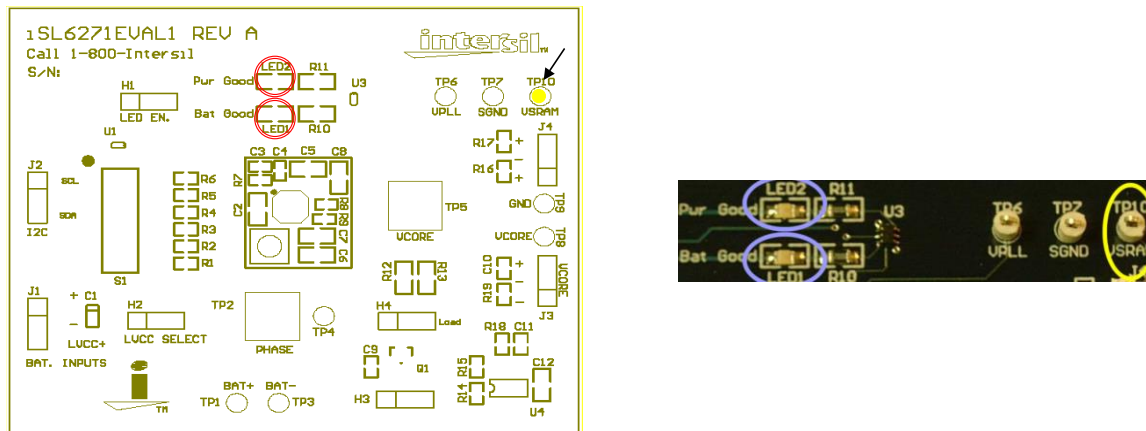 iSL6271EVAL1 REV A
Call 1-800-Intersil
S/N:
intersil TM
LED2 R11
Pwr Good
U3
TP6 TP7 TP10
VPLL SGND VSRAM
H1
LED EN.
Bat Good
LED1 R10
U1
J4
R17 +
R16 -
J2
SCL
SDA
I2C
S1
R6
R5
R4
R3
R2
R1
C3 C4 C5 C8
R7
C2
R8
R9
C7
C6
TP5
VCORE
GND TP9
VCORE TP8
R12 R13
C10 +
R19 -
VCORE
J3
J1
+ C1
-
LVCC+
BAT. INPUTS
H2
LVCC SELECT
TP2
PHASE
TP4
H4
Load
R18 C11
C9
Q1
R15
R14
C12
U4
H3
TM
BAT+ BAT-
TP1 TP3
LED2 R11
Pwr Good
U3
TP6 TP7 TP10
VPLL SGND VSRAM
Bat Good
LED1 R10